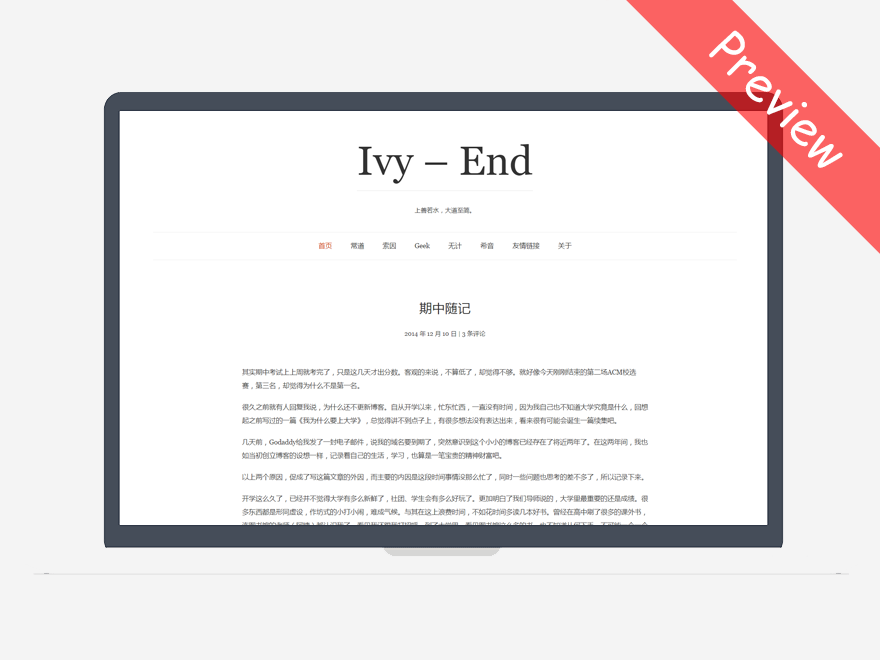 Preview
Ivy – End
上善若水，大道至简。
首页 常道 索因 Geek 无计 希音 友情链接 关于
期中随记
2014 年 12 月 10 日 | 3 条评论
其实期中考试上上周就考完了，只是这几天才出分数。客观的来说，不算低了，却觉得不够。就好像今天刚刚结束的第二场ACM校选
赛，第三名，却觉得为什么不是第一名。
很久之前就有人回复我说，为什么还不更新博客。自从开学以来，忙东忙西，一直没有时间，因为我自己也不知道大学究竟是什么，回想
起之前写过的一篇《我为什么要上大学》，总觉得讲不到点子上，有很多想法没有表达出来，看来很有可能会诞生一篇续集吧。
几天前，Godaddy给我发了一封电子邮件，说我的域名要到期了，突然意识到这个小小的博客已经存在了将近两年了。在这两年间，我也
如当初创立博客的设想一样，记录着自己的生活，学习，也算是一笔宝贵的精神财富吧。
以上两个原因，促成了写这篇文章的外因，而主要的内因是这段时间事情没那么忙了，同时一些问题也思考的差不多了，所以记录下来。
开学这么久了，已经并不觉得大学有多么新鲜了，社团、学生会有多么好玩了。更加明白了我们导师说的，大学里最重要的还是成绩。很
多东西都是形同虚设，作坊式的小打小闹，难成气候。与其在这上浪费时间，不如花时间多读几本好书。曾经在高中刷了很多的课外书，